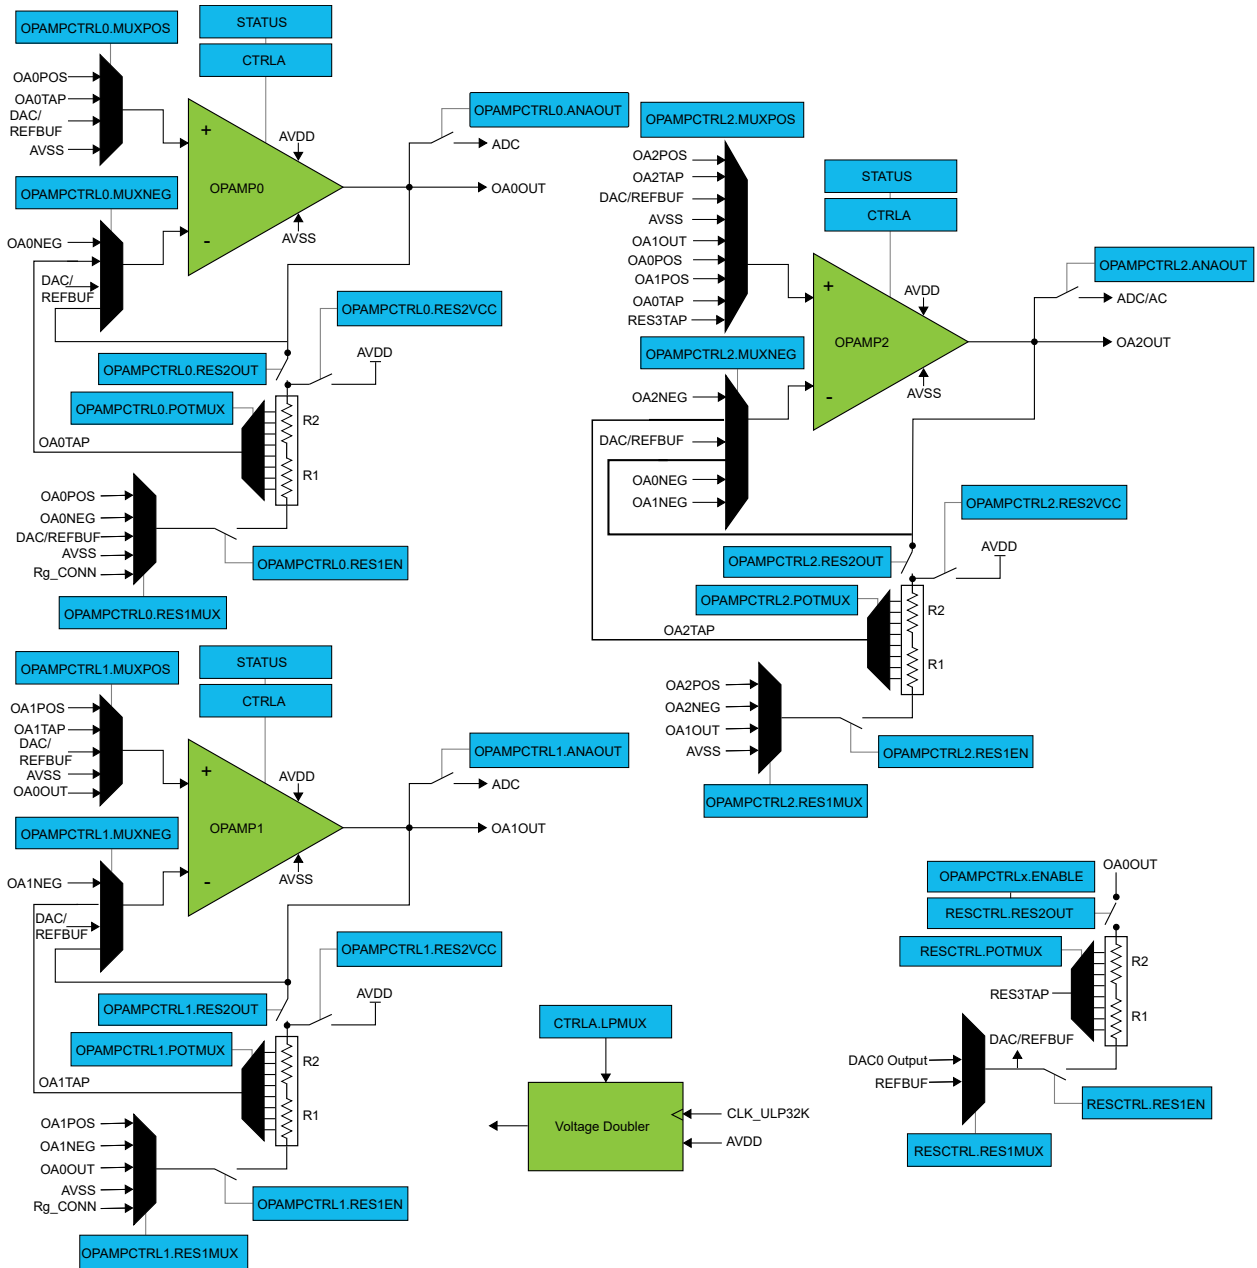 OPAMPCTRL0.MUXPOS
STATUS
CTRLA
OA0POS
OA0TAP
DAC/
REFBUF
AVSS
+
-
OPAMP0
AVDD
AVSS
OPAMPCTRL0.ANAOUT
ADC
OA0OUT
OPAMPCTRL0.MUXNEG
OA0NEG
DAC/
REFBUF
OPAMPCTRL0.RES2VCC
AVDD
OPAMPCTRL0.RES2OUT
OPAMPCTRL0.POTMUX
R2
R1
OA0TAP
OA0POS
OA0NEG
DAC/REFBUF
AVSS
Rg_CONN
OPAMPCTRL0.RES1EN
OPAMPCTRL0.RES1MUX
OPAMPCTRL2.MUXPOS
OA2POS
OA2TAP
DAC/REFBUF
AVSS
OA1OUT
OA0POS
OA1POS
OA0TAP
RES3TAP
STATUS
CTRLA
+
-
OPAMP2
AVDD
AVSS
OPAMPCTRL2.ANAOUT
ADC/AC
OA2OUT
OPAMPCTRL2.MUXNEG
OA2NEG
DAC/REFBUF
OA0NEG
OA1NEG
OPAMPCTRL2.RES2VCC
AVDD
OPAMPCTRL2.RES2OUT
OPAMPCTRL2.POTMUX
R2
R1
OA2TAP
OA2POS
OA2NEG
OA1OUT
AVSS
OPAMPCTRL2.RES1EN
OPAMPCTRL2.RES1MUX
OPAMPCTRL1.MUXPOS
STATUS
CTRLA
OA1POS
OA1TAP
DAC/
REFBUF
AVSS
OA0OUT
+
-
OPAMP1
AVDD
AVSS
OPAMPCTRL1.ANAOUT
ADC
OA1OUT
OPAMPCTRL1.MUXNEG
OA1NEG
DAC/
REFBUF
OPAMPCTRL1.RES2VCC
AVDD
OPAMPCTRL1.RES2OUT
OPAMPCTRL1.POTMUX
R2
R1
OA1TAP
OA1POS
OA1NEG
OA0OUT
AVSS
Rg_CONN
OPAMPCTRL1.RES1EN
OPAMPCTRL1.RES1MUX
CTRLA.LPMUX
Voltage Doubler
CLK_ULP32K
AVDD
OPAMPCTRLx.ENABLE
OA0OUT
RESCTRL.RES2OUT
RESCTRL.POTMUX
R2
R1
RES3TAP
DAC/REFBUF
DAC0 Output
REFBUF
RESCTRL.RES1EN
RESCTRL.RES1MUX